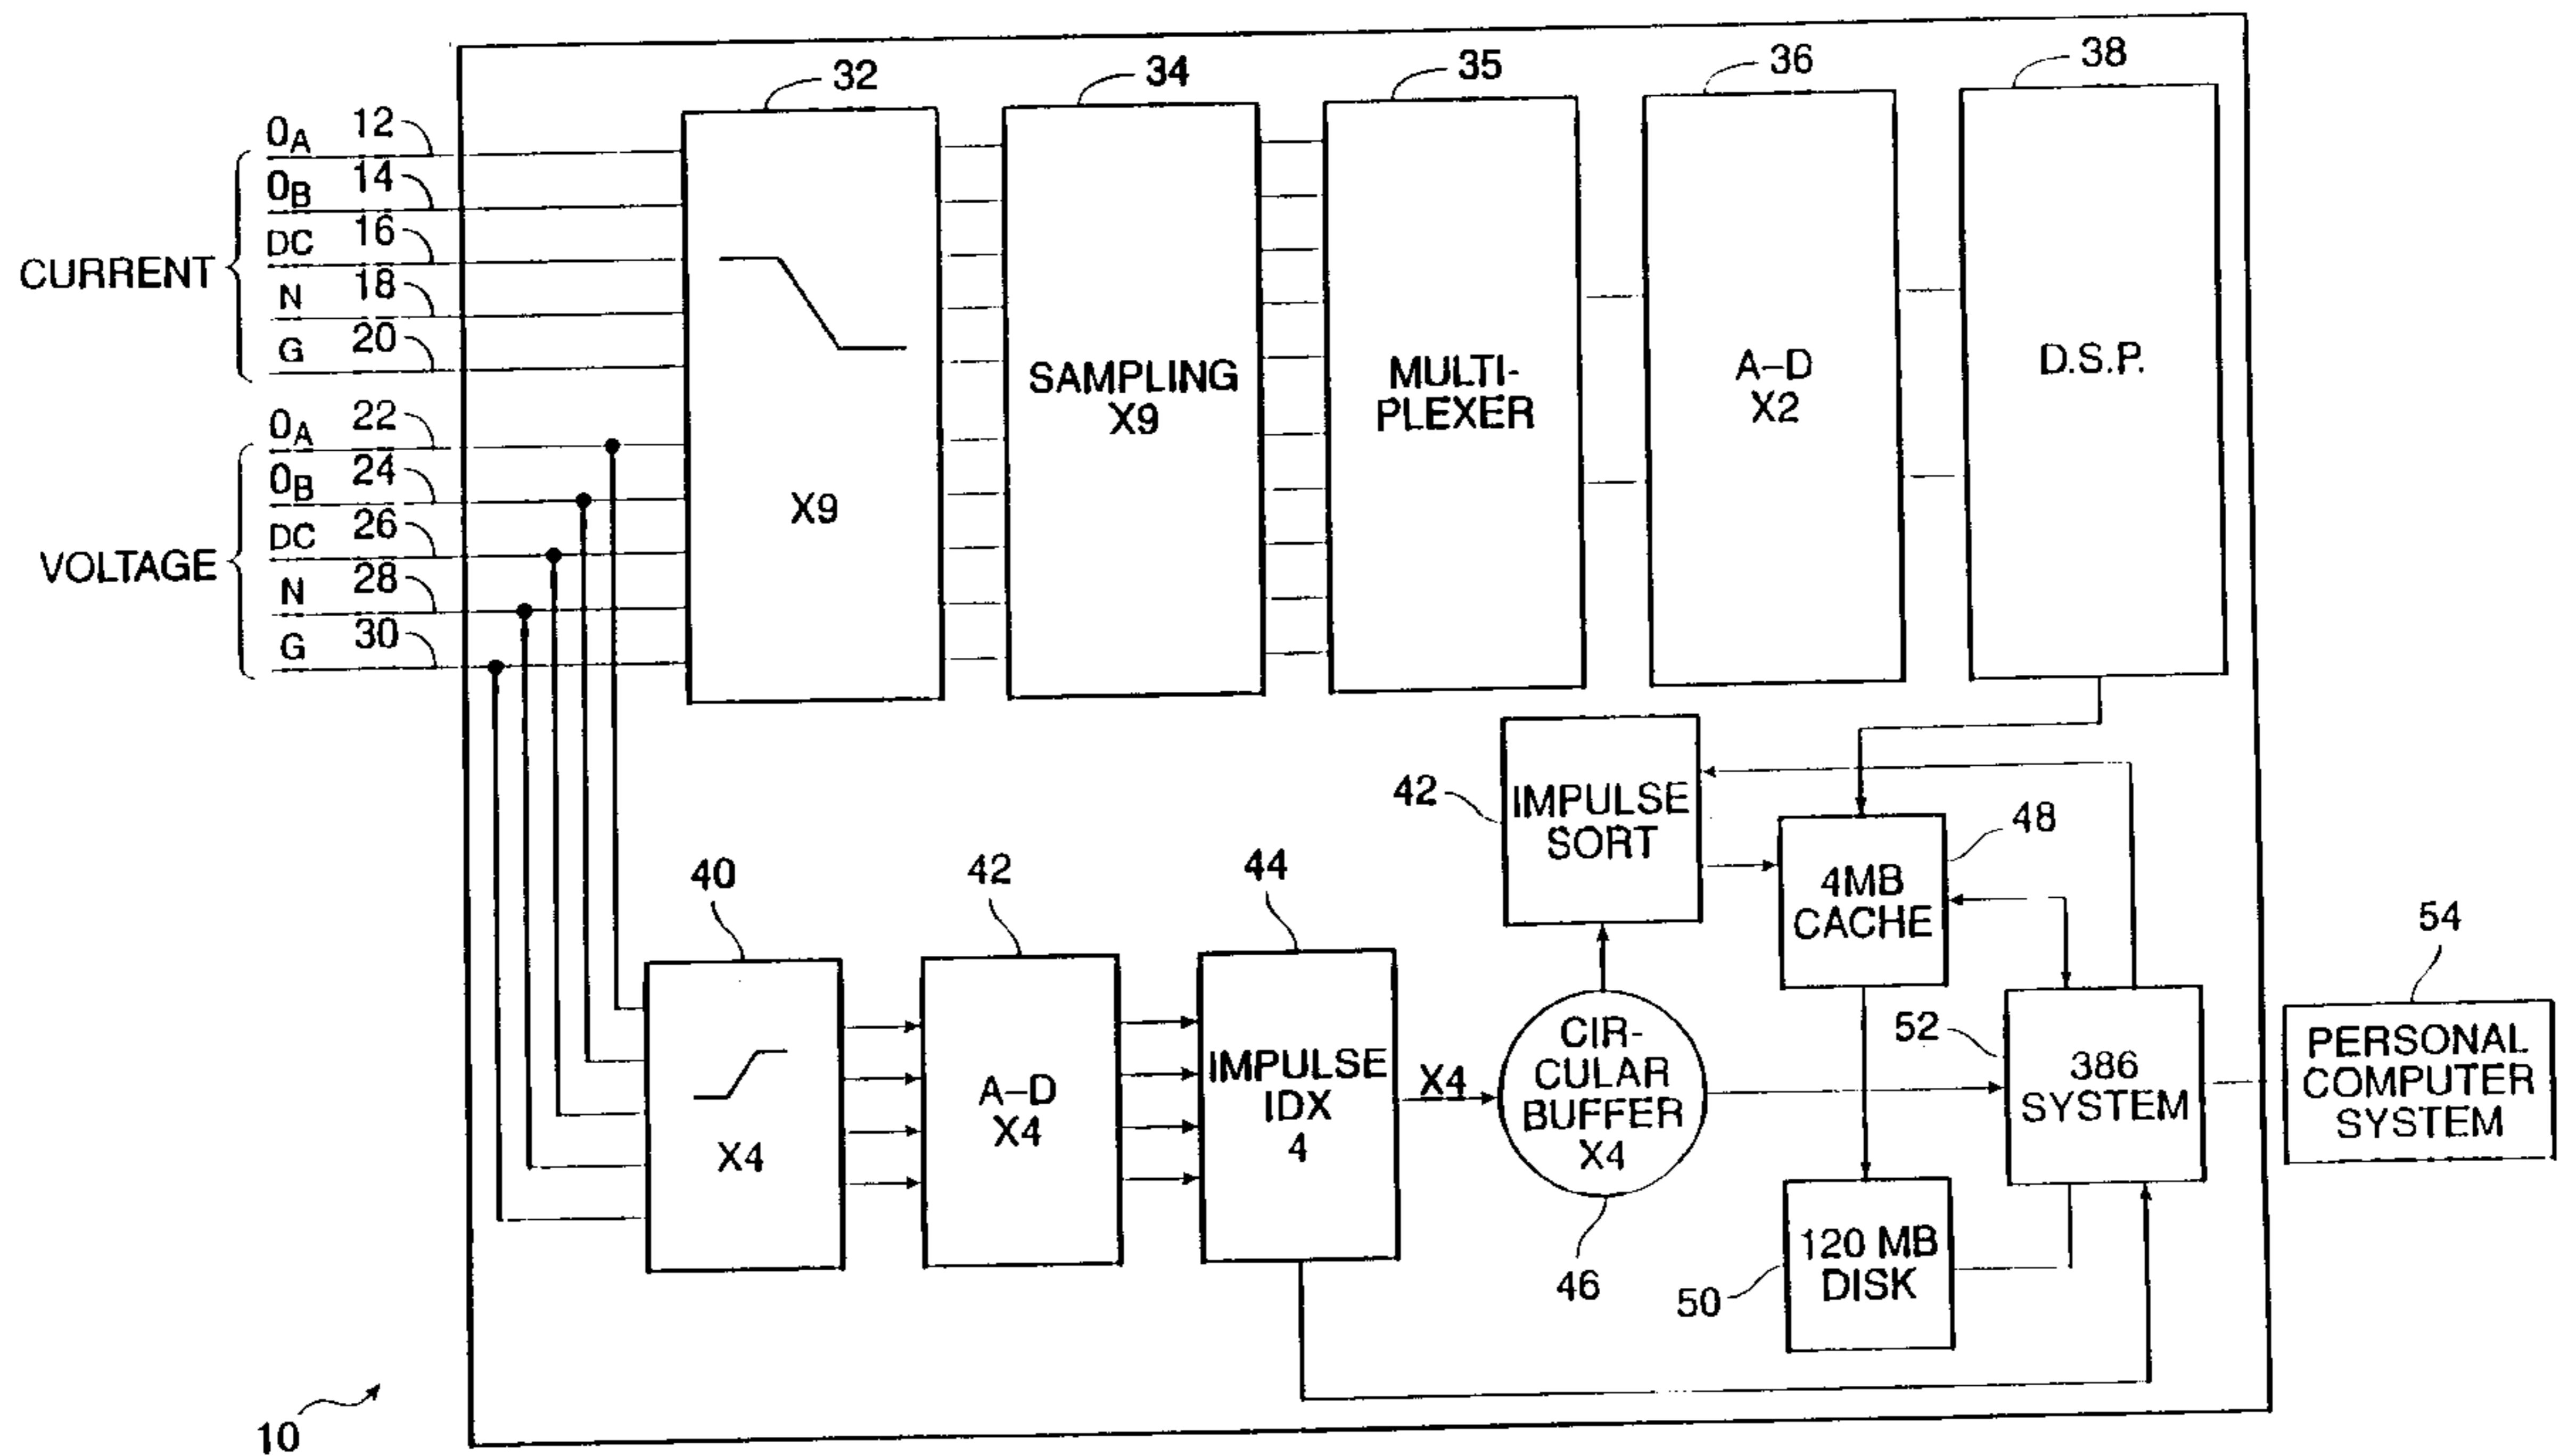 32
34
35
36
38
CURRENT
0A 12
0B 14
DC 16
N 18
G 20
VOLTAGE
0A 22
0B 24
DC 26
N 28
G 30
X9
SAMPLING
X9
MULTI-
PLEXER
A-D
X2
D.S.P.
40
X4
42
A-D
X4
44
IMPULSE
IDX
4
X4
CIR-
CULAR
BUFFER
X4
46
42
IMPULSE
SORT
48
4MB
CACHE
50
120 MB
DISK
52
386
SYSTEM
54
PERSONAL
COMPUTER
SYSTEM
10